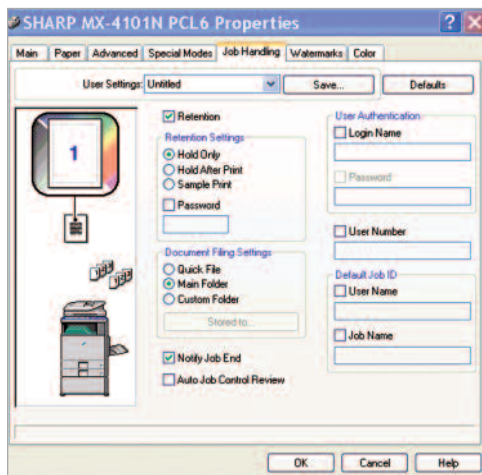 SHARP MX-4101N PCL6 Properties
Main Paper Advanced Special Modes Job Handling Watermarks Color
User Settings: Untitled Save... Defaults
1
Retention
Retention Settings
Hold Only
Hold After Print
Sample Print
Password
Document Filing Settings
Quick File
Main Folder
Custom Folder
Stored to...
Notify Job End
Auto Job Control Review
User Authentication
Login Name
Password
User Number
Default Job ID
User Name
Job Name
OK Cancel Help